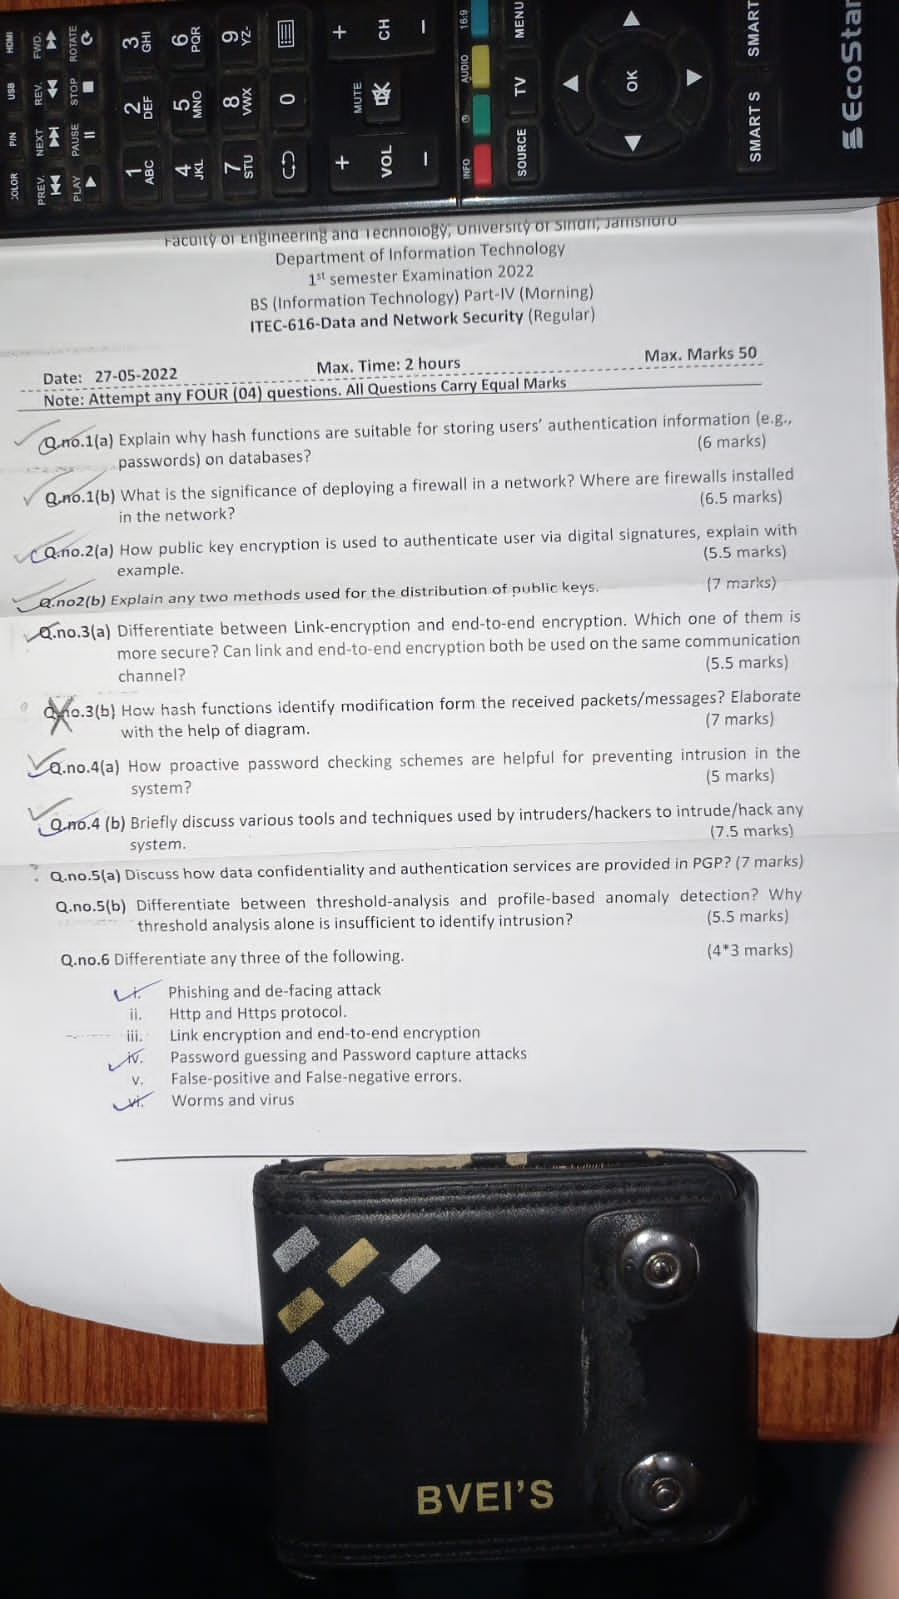 HDMI
USB
PIN
COLOR
FWD.
REV.
NEXT
PREV.
ROTATE
STOP
PAUSE
PLAY
3
GHI
2
DEF
1
ABC
6
PQR
5
MNO
4
JKL
9
YZ-
8
VWX
7
STU
0
+
CH
−
MUTE
+
VOL
−
16:9
AUDIO
INFO
MENU
TV
SOURCE
OK
SMART
SMART S
EcoStar
Faculty of Engineering and Technology, University of Sindh, Jamshoro
Department of Information Technology
1st semester Examination 2022
BS (Information Technology) Part-IV (Morning)
ITEC-616-Data and Network Security (Regular)
Date: 27-05-2022 Max. Time: 2 hours Max. Marks 50
Note: Attempt any FOUR (04) questions. All Questions Carry Equal Marks
Q.no.1(a) Explain why hash functions are suitable for storing users' authentication information (e.g.,
passwords) on databases? (6 marks)
Q.no.1(b) What is the significance of deploying a firewall in a network? Where are firewalls installed
in the network? (6.5 marks)
Q.no.2(a) How public key encryption is used to authenticate user via digital signatures, explain with
example. (5.5 marks)
Q.no2(b) Explain any two methods used for the distribution of public keys. (7 marks)
Q.no.3(a) Differentiate between Link-encryption and end-to-end encryption. Which one of them is
more secure? Can link and end-to-end encryption both be used on the same communication
channel? (5.5 marks)
Q.no.3(b) How hash functions identify modification form the received packets/messages? Elaborate
with the help of diagram. (7 marks)
Q.no.4(a) How proactive password checking schemes are helpful for preventing intrusion in the
system? (5 marks)
Q.no.4 (b) Briefly discuss various tools and techniques used by intruders/hackers to intrude/hack any
system. (7.5 marks)
Q.no.5(a) Discuss how data confidentiality and authentication services are provided in PGP? (7 marks)
Q.no.5(b) Differentiate between threshold-analysis and profile-based anomaly detection? Why
threshold analysis alone is insufficient to identify intrusion? (5.5 marks)
Q.no.6 Differentiate any three of the following. (4*3 marks)
i. Phishing and de-facing attack
ii. Http and Https protocol.
iii. Link encryption and end-to-end encryption
iv. Password guessing and Password capture attacks
v. False-positive and False-negative errors.
vi. Worms and virus
BVEI'S